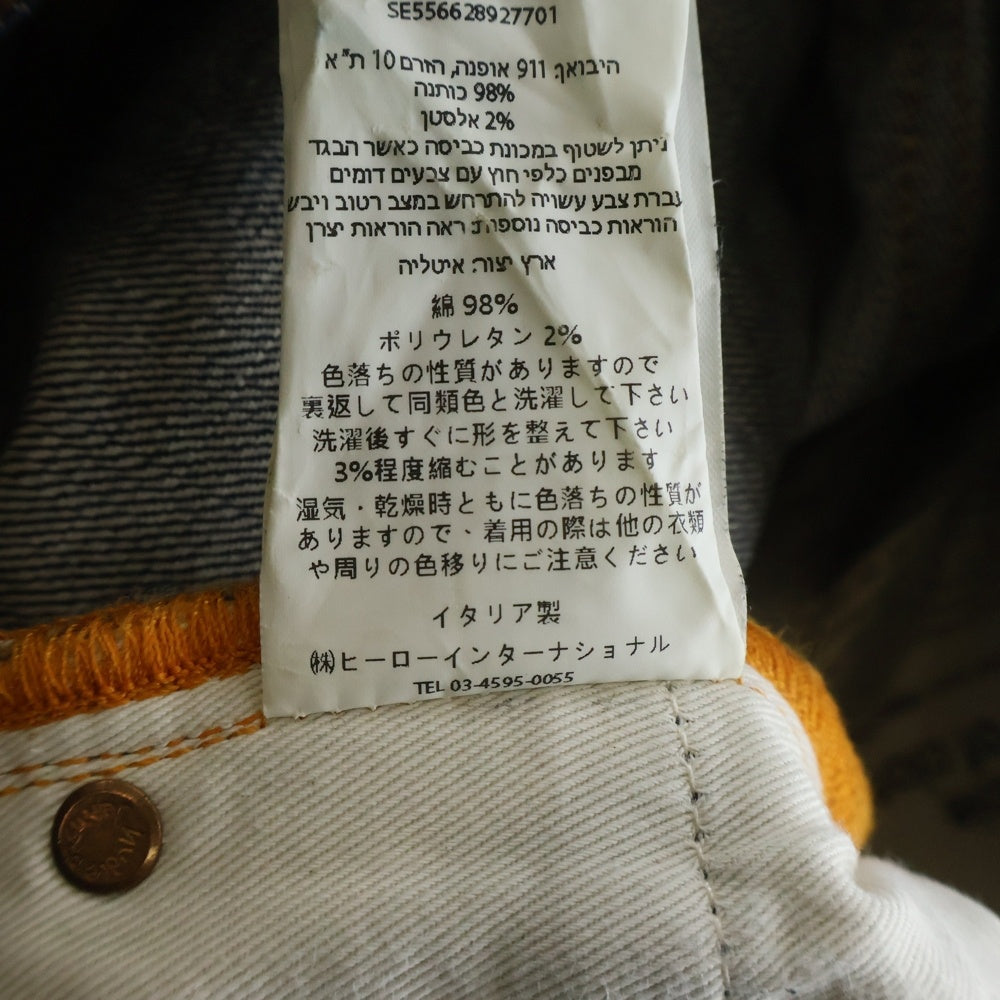 SE556628927701
היבואן: 911 אופנה, הזרם 10 ת"א
98% כותנה
2% אלסטן
ניתן לשטוף במכונת כביסה כאשר הבגד
מבפנים כלפי חוץ עם צבעים דומים
עברת צבע עשויה להתרחש במצב רטוב ויבש
הוראות כביסה נוספות: ראה הוראות יצרן
ארץ יצור: איטליה
綿 98%
ポリウレタン 2%
色落ちの性質がありますので
裏返して同類色と洗濯して下さい
洗濯後すぐに形を整えて下さい
3%程度縮むことがあります
湿気・乾燥時ともに色落ちの性質が
ありますので、着用の際は他の衣類
や周りの色移りにご注意ください
イタリア製
㈱ヒーローインターナショナル
TEL 03-4595-0055